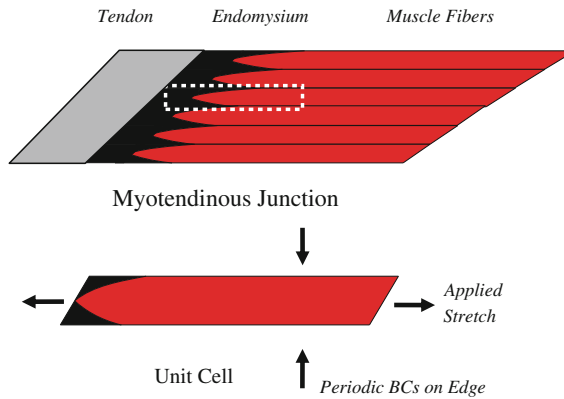 Tendon Endomysium Muscle Fibers
Myotendinous Junction
Applied
Stretch
Unit Cell
Periodic BCs on Edge